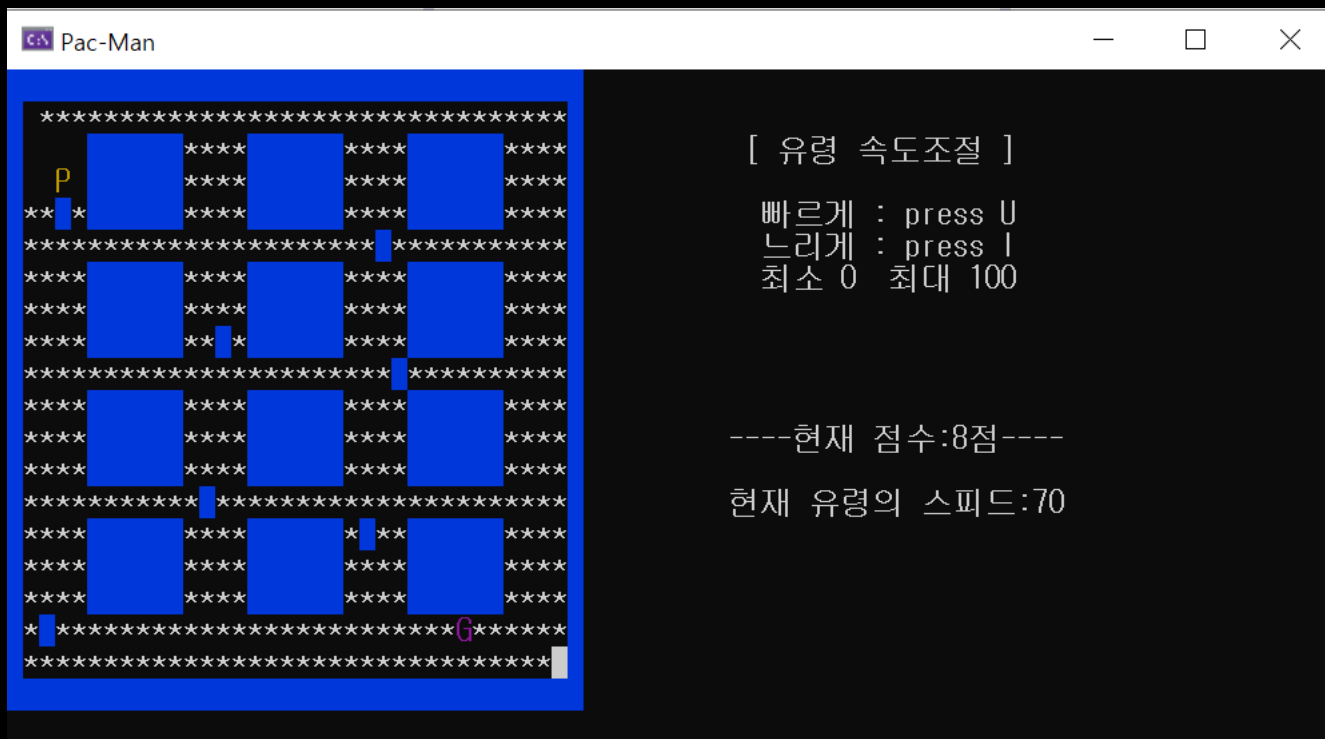 Pac-Man
*********************************
**** **** ****
P **** **** ****
** * **** **** ****
********************** ***********
**** **** **** ****
**** **** **** ****
**** ** * **** ****
*********************** **********
**** **** **** ****
**** **** **** ****
**** **** **** ****
*********** **********************
**** **** * ** ****
**** **** **** ****
**** **** **** ****
* *************************G******
*********************************
[ 유령 속도조절 ]
빠르게 : press U
느리게 : press I
최소 0 최대 100
----현재 점수:8점----
현재 유령의 스피드:70